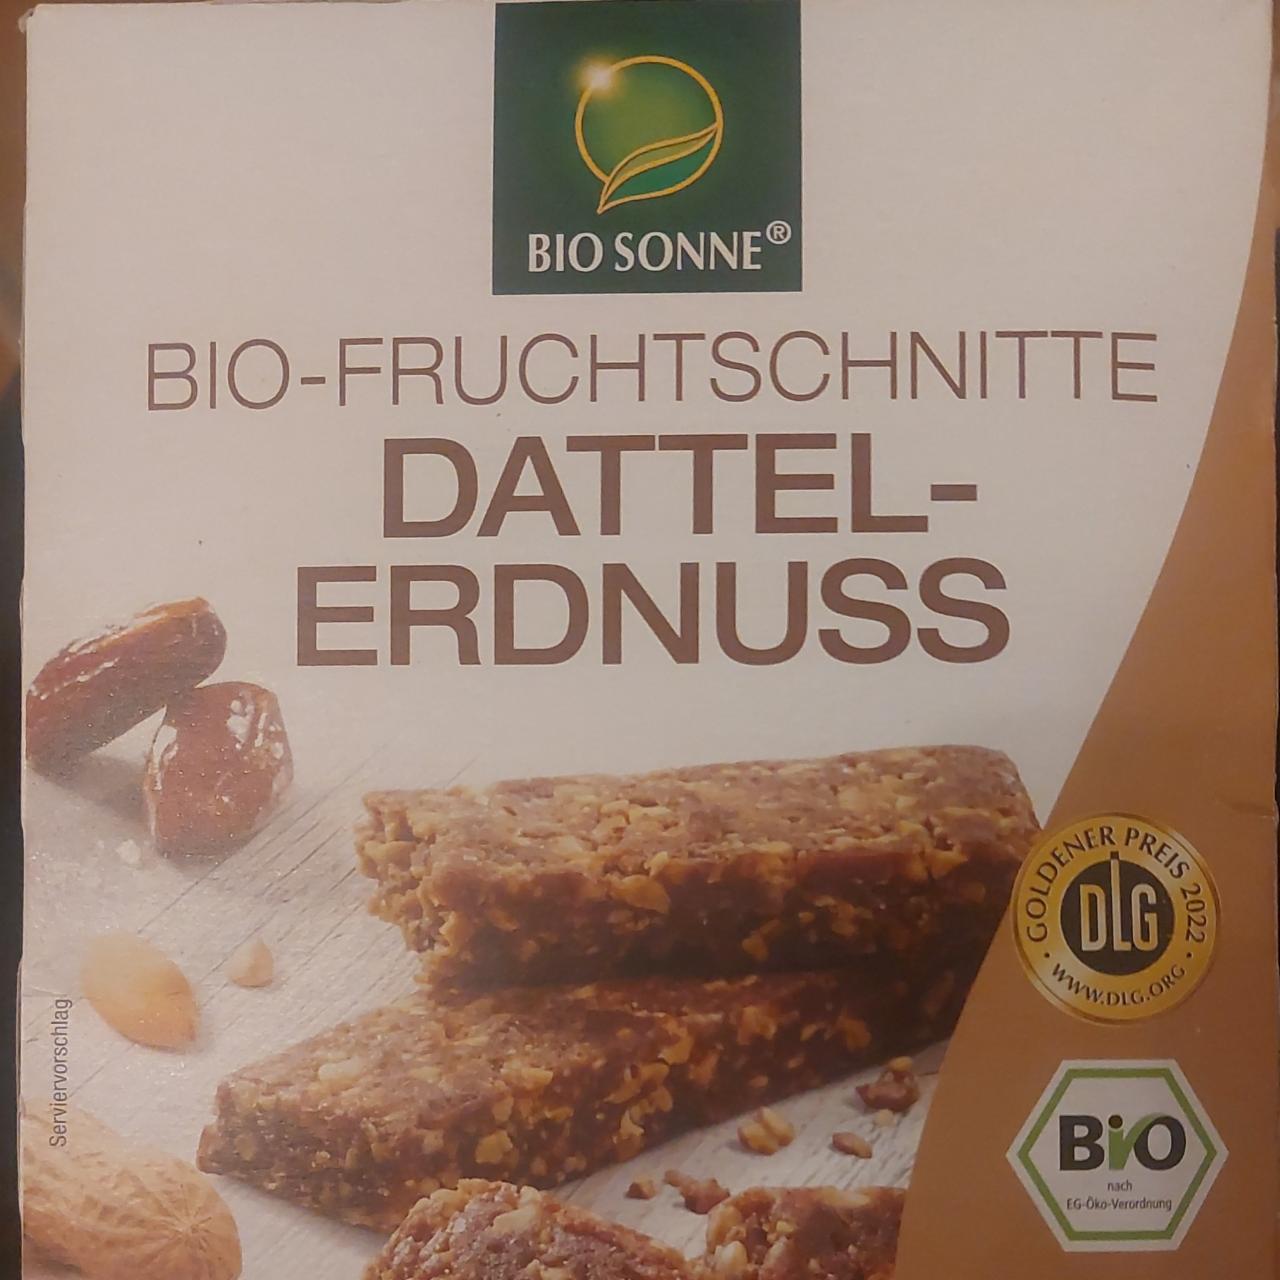 BIO SONNE®
BIO-FRUCHTSCHNITTE
DATTEL-
ERDNUSS
GOLDENER PREIS 2022
DLG
WWW.DLG.ORG
Serviervorschlag
Bio
nach
EG-Öko-Verordnung